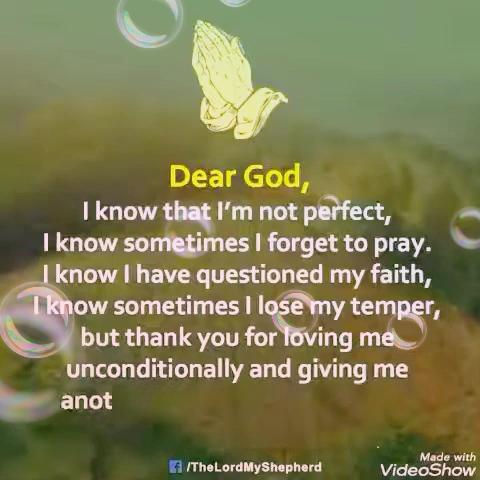 Dear God,
I know that I'm not perfect,
I know sometimes I forget to pray.
I know I have questioned my faith,
I know sometimes I lose my temper,
but thank you for loving me
unconditionally and giving me
anot
f /TheLordMyShepherd
Made with
VideoShow